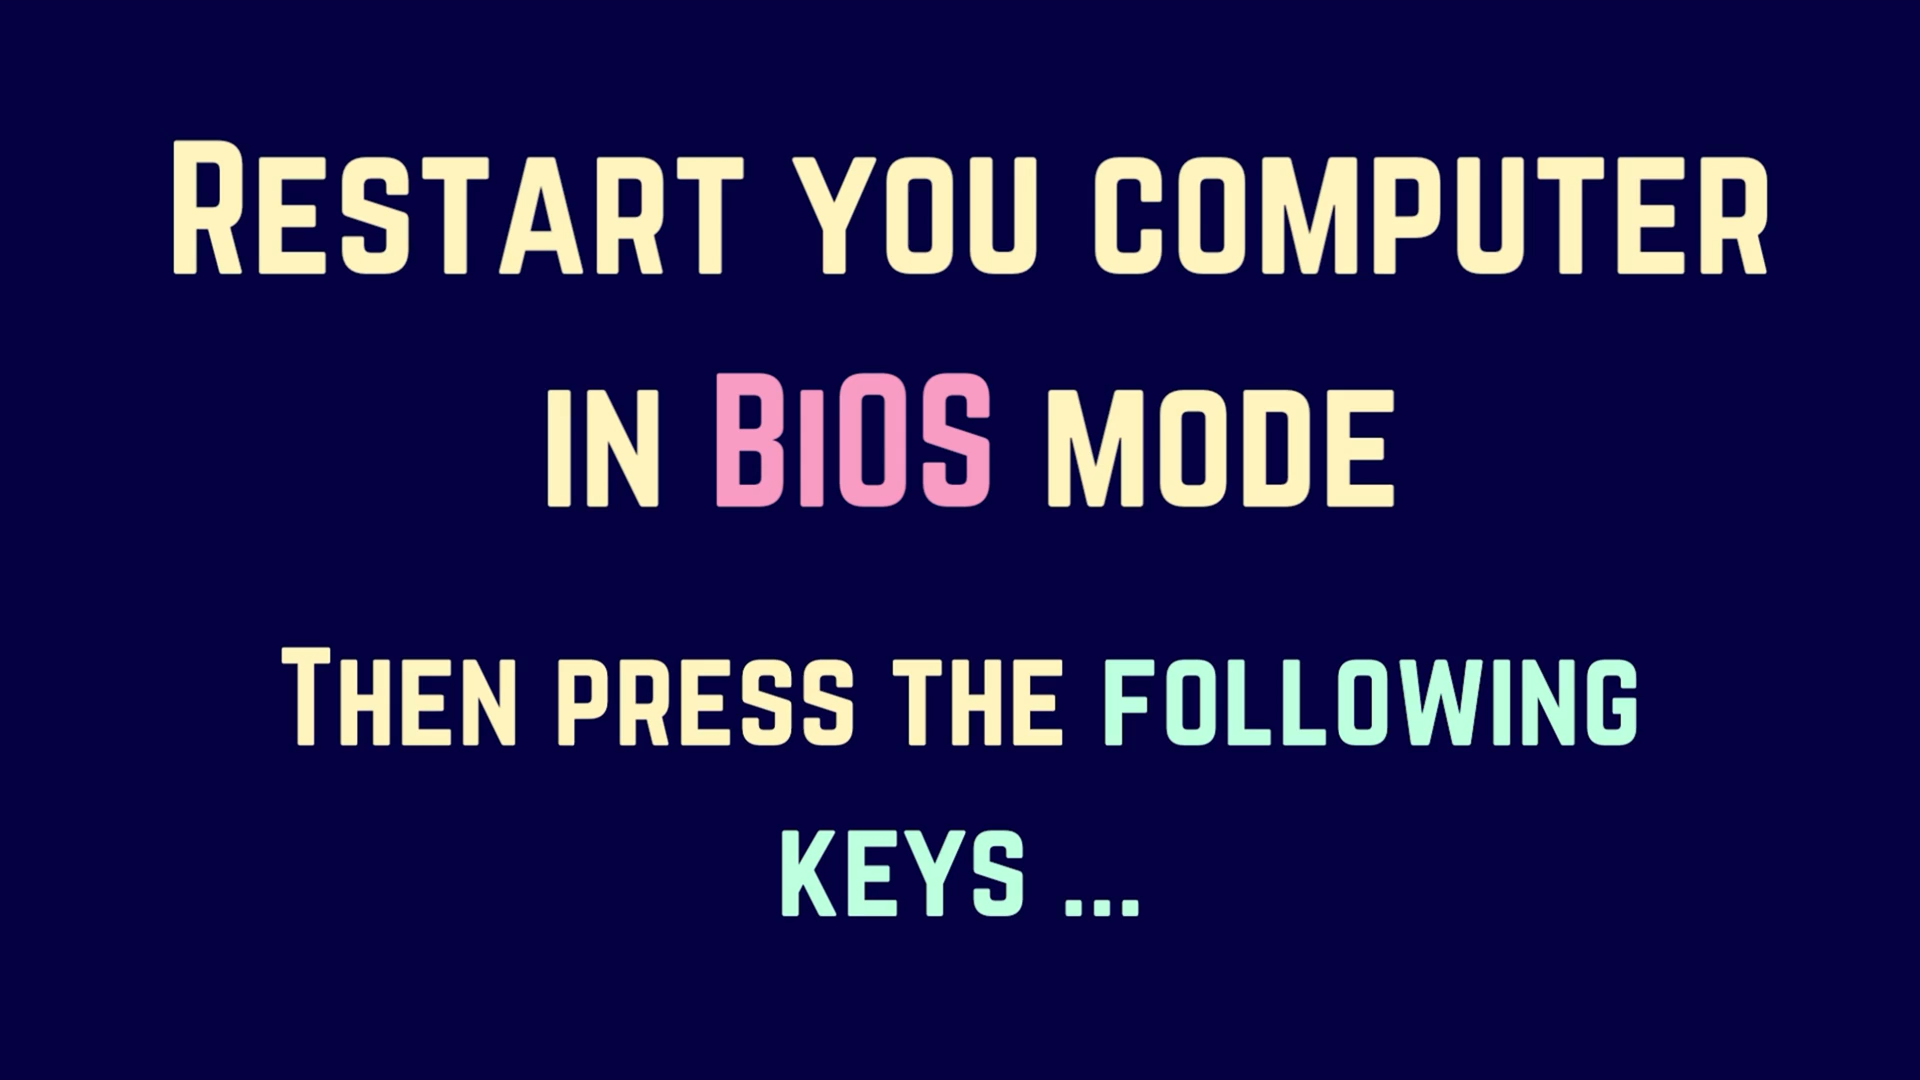 Restart you computer
in BiOS mode
Then press the following
keys ...